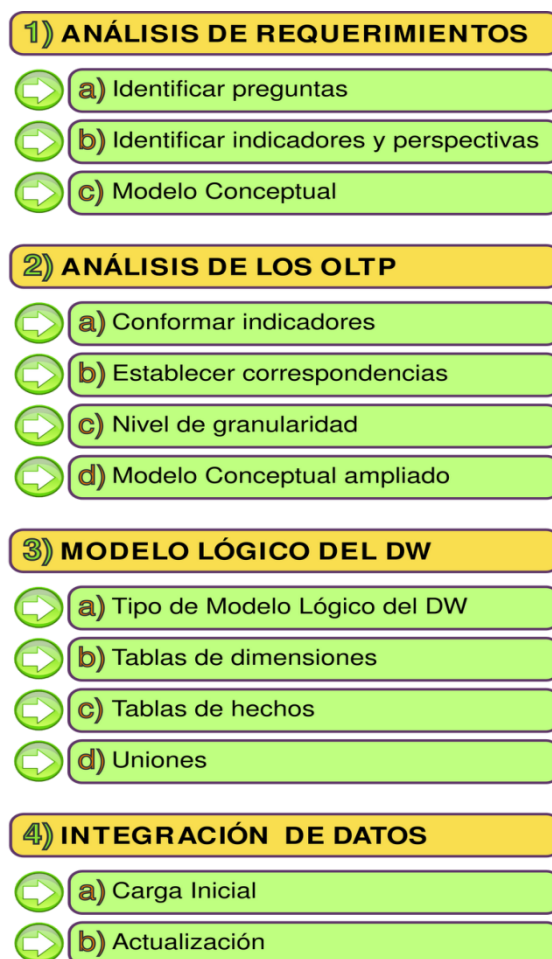 1) ANÁLISIS DE REQUERIMIENTOS
a) Identificar preguntas
b) Identificar indicadores y perspectivas
c) Modelo Conceptual
2) ANÁLISIS DE LOS OLTP
a) Conformar indicadores
b) Establecer correspondencias
c) Nivel de granularidad
d) Modelo Conceptual ampliado
3) MODELO LÓGICO DEL DW
a) Tipo de Modelo Lógico del DW
b) Tablas de dimensiones
c) Tablas de hechos
d) Uniones
4) INTEGRACIÓN DE DATOS
a) Carga Inicial
b) Actualización